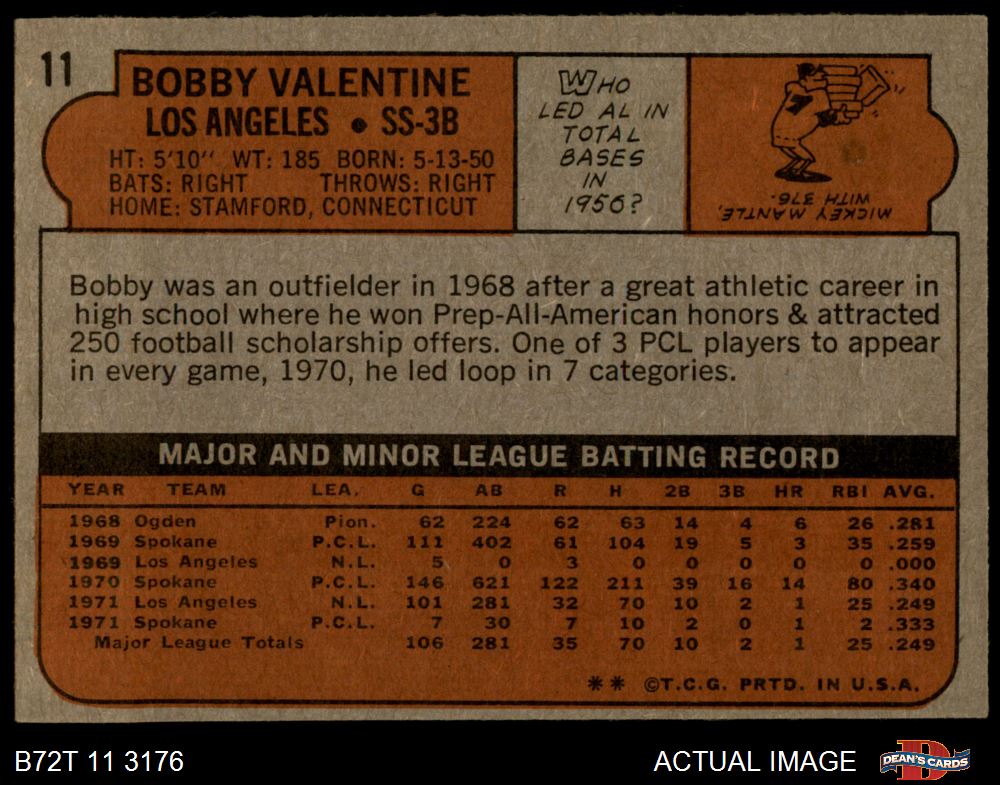 11
BOBBY VALENTINE
LOS ANGELES • SS-3B
HT: 5'10" WT: 185 BORN: 5-13-50
BATS: RIGHT THROWS: RIGHT
HOME: STAMFORD, CONNECTICUT
WHO
LED AL IN
TOTAL
BASES
IN
1956?
7
MICKEY MANTLE,
WITH 376.
Bobby was an outfielder in 1968 after a great athletic career in
high school where he won Prep-All-American honors & attracted
250 football scholarship offers. One of 3 PCL players to appear
in every game, 1970, he led loop in 7 categories.
MAJOR AND MINOR LEAGUE BATTING RECORD
YEAR TEAM LEA. G AB R H 2B 3B HR RBI AVG.
1968 Ogden Pion. 62 224 62 63 14 4 6 26 .281
1969 Spokane P.C.L. 111 402 61 104 19 5 3 35 .259
1969 Los Angeles N.L. 5 0 3 0 0 0 0 0 .000
1970 Spokane P.C.L. 146 621 122 211 39 16 14 80 .340
1971 Los Angeles N.L. 101 281 32 70 10 2 1 25 .249
1971 Spokane P.C.L. 7 30 7 10 2 0 1 2 .333
Major League Totals 106 281 35 70 10 2 1 25 .249
** ©T.C.G. PRTD. IN U.S.A.
B72T 11 3176
ACTUAL IMAGE
D
DEAN'S CARDS